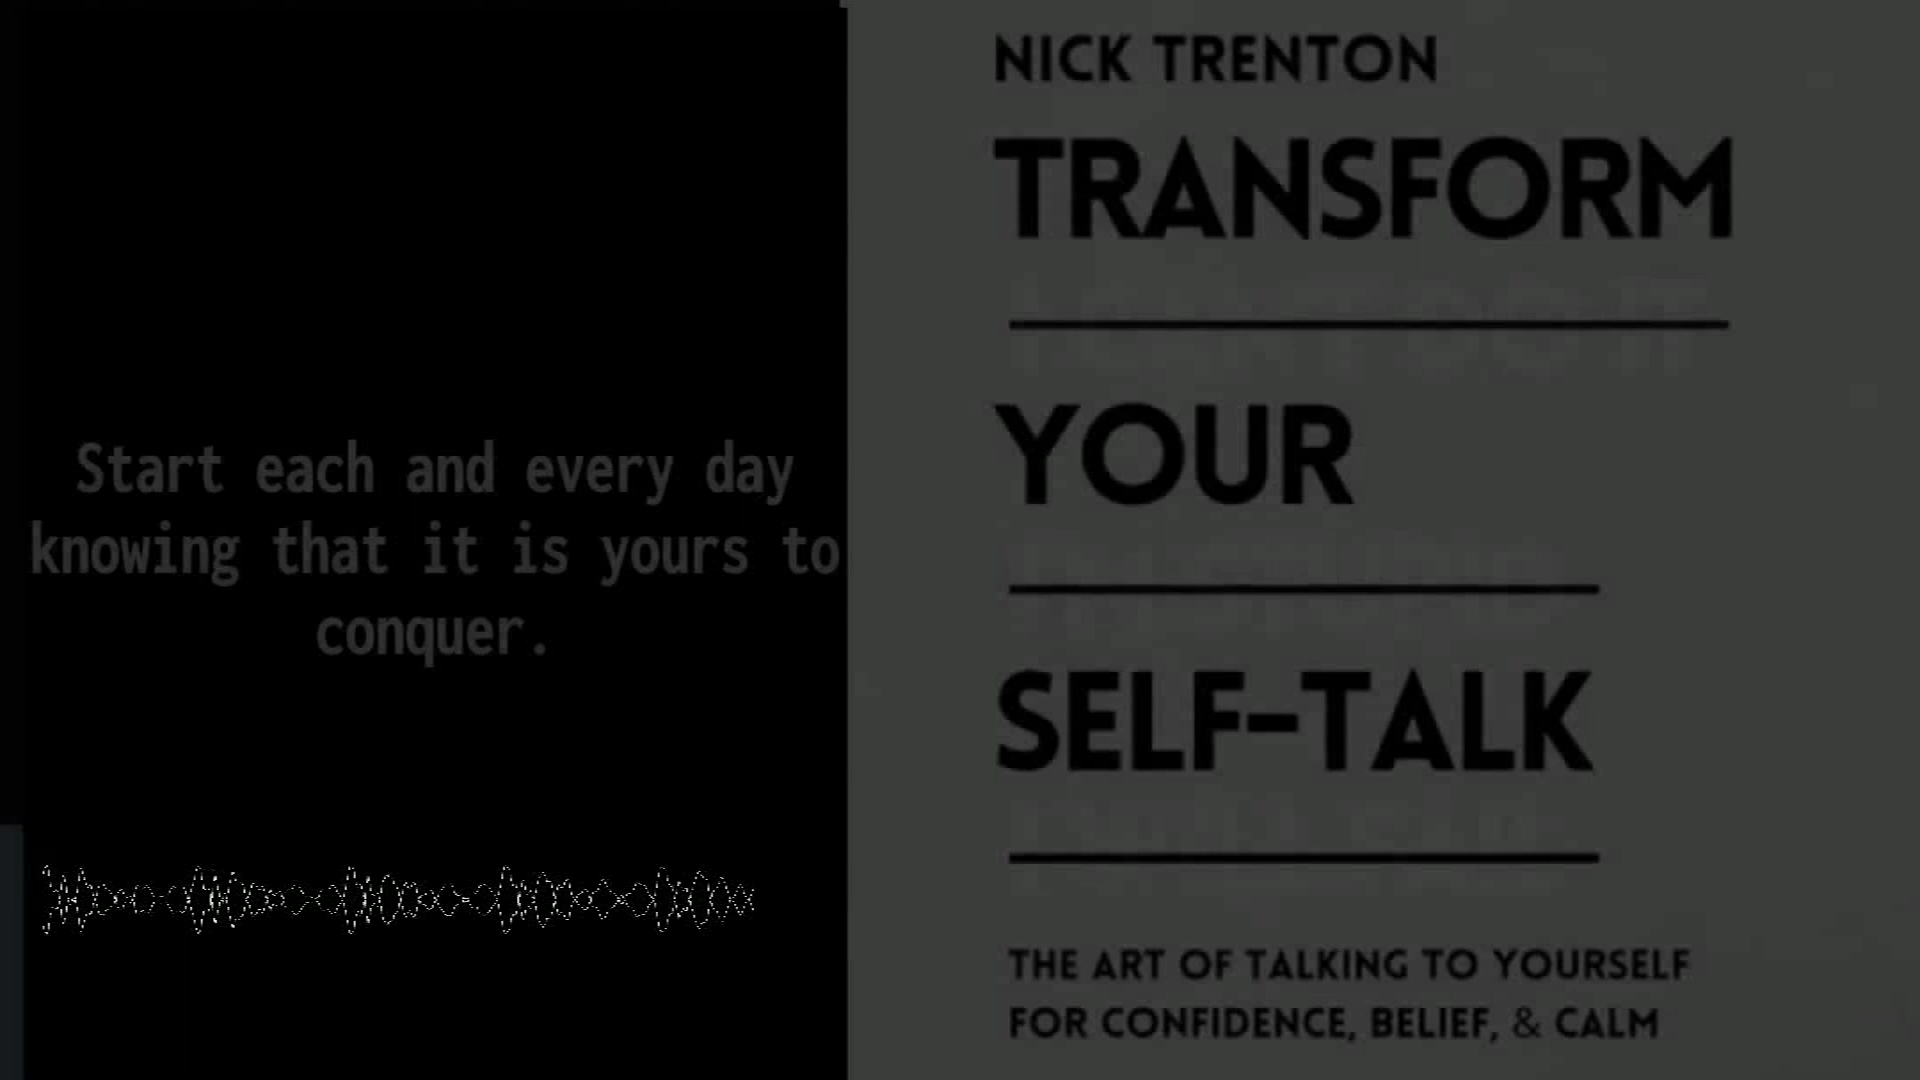 Start each and every day
knowing that it is yours to
conquer.
NICK TRENTON
TRANSFORM
YOUR
SELF-TALK
THE ART OF TALKING TO YOURSELF
FOR CONFIDENCE, BELIEF, & CALM